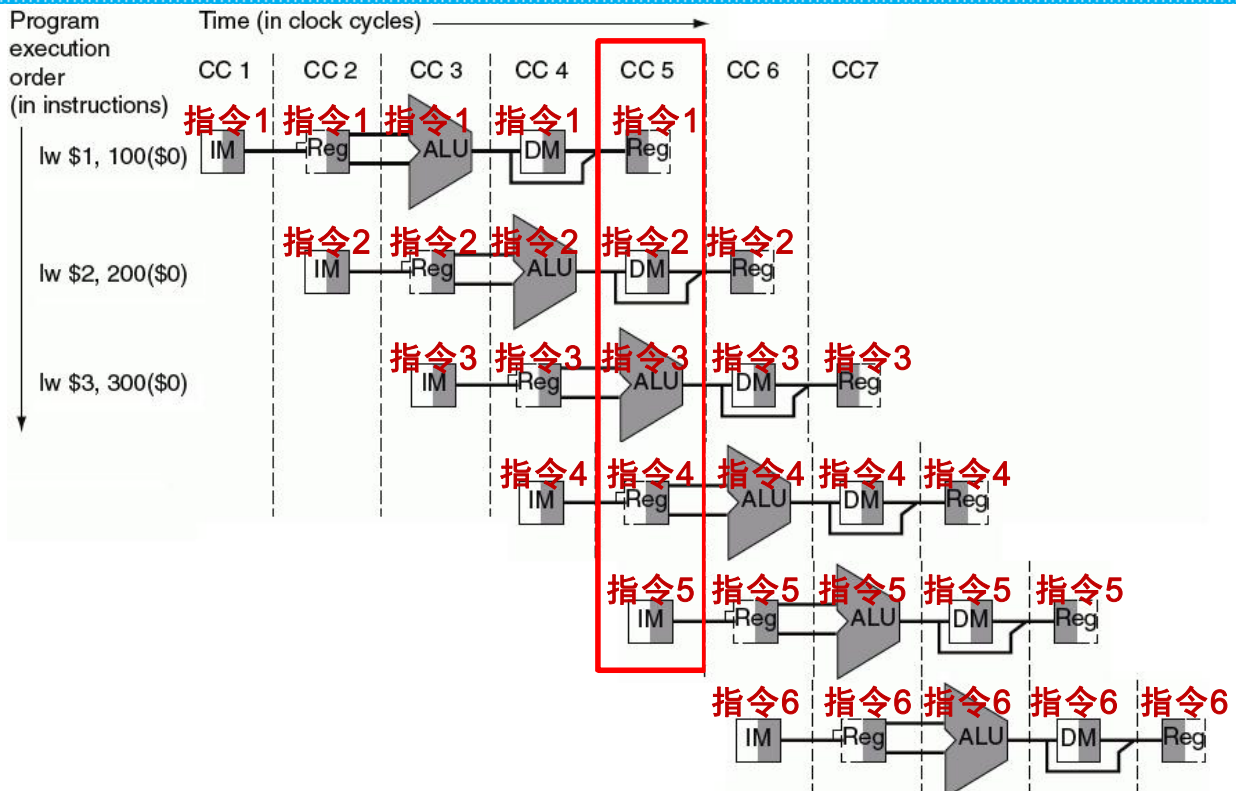 Program
execution
order
(in instructions)
Time (in clock cycles)
CC 1 CC 2 CC 3 CC 4 CC 5 CC 6 CC7
指令1 指令1 指令1 指令1 指令1
lw $1, 100($0) IM Reg ALU DM Reg
指令2 指令2 指令2 指令2 指令2
lw $2, 200($0) IM Reg ALU DM Reg
指令3 指令3 指令3 指令3 指令3
lw $3, 300($0) IM Reg ALU DM Reg
指令4 指令4 指令4 指令4 指令4
IM Reg ALU DM Reg
指令5 指令5 指令5 指令5 指令5
IM Reg ALU DM Reg
指令6 指令6 指令6 指令6 指令6
IM Reg ALU DM Reg